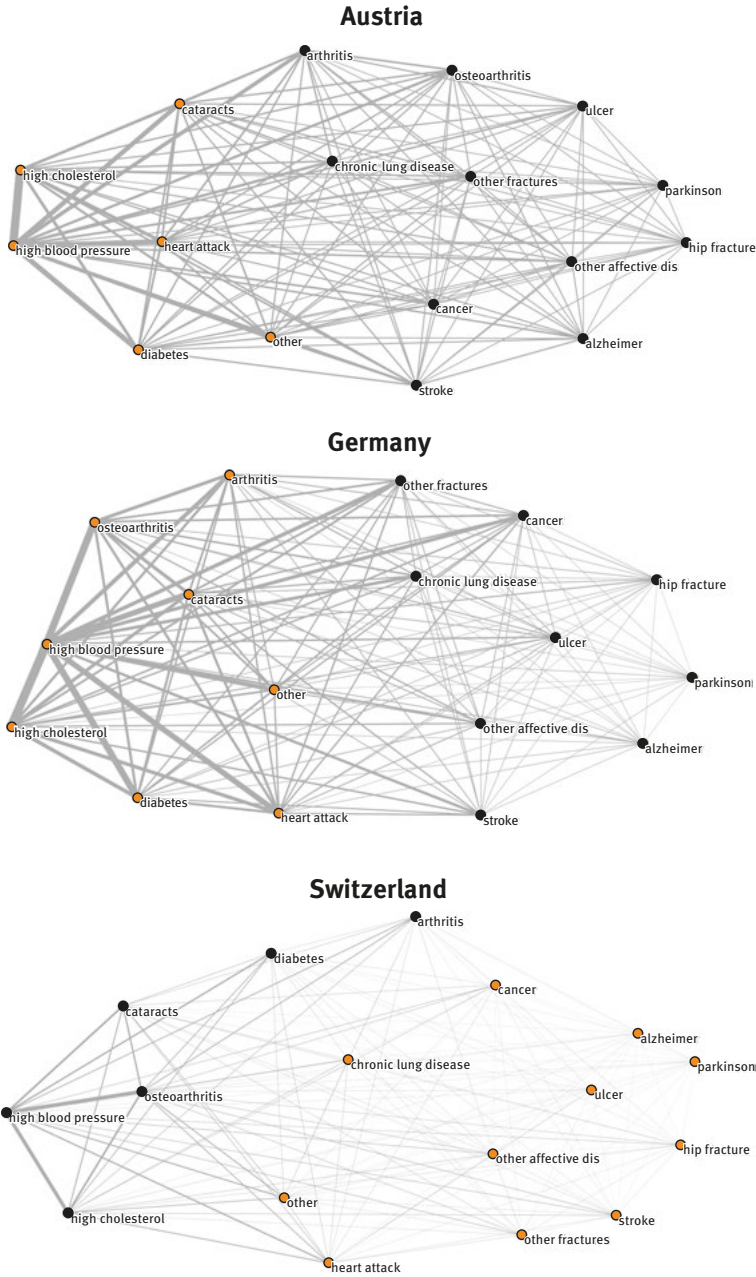 Austria
arthritis
osteoarthritis
cataracts
ulcer
chronic lung disease
high cholesterol
other fractures
parkinson
heart attack
high blood pressure
hip fracture
other affective dis
cancer
other
alzheimer
diabetes
stroke
Germany
arthritis
other fractures
osteoarthritis
cancer
chronic lung disease
hip fracture
cataracts
ulcer
high blood pressure
parkinson
other
other affective dis
high cholesterol
alzheimer
diabetes
heart attack
stroke
Switzerland
arthritis
diabetes
cancer
cataracts
alzheimer
chronic lung disease
parkinson
osteoarthritis
ulcer
high blood pressure
hip fracture
other affective dis
other
high cholesterol
stroke
other fractures
heart attack